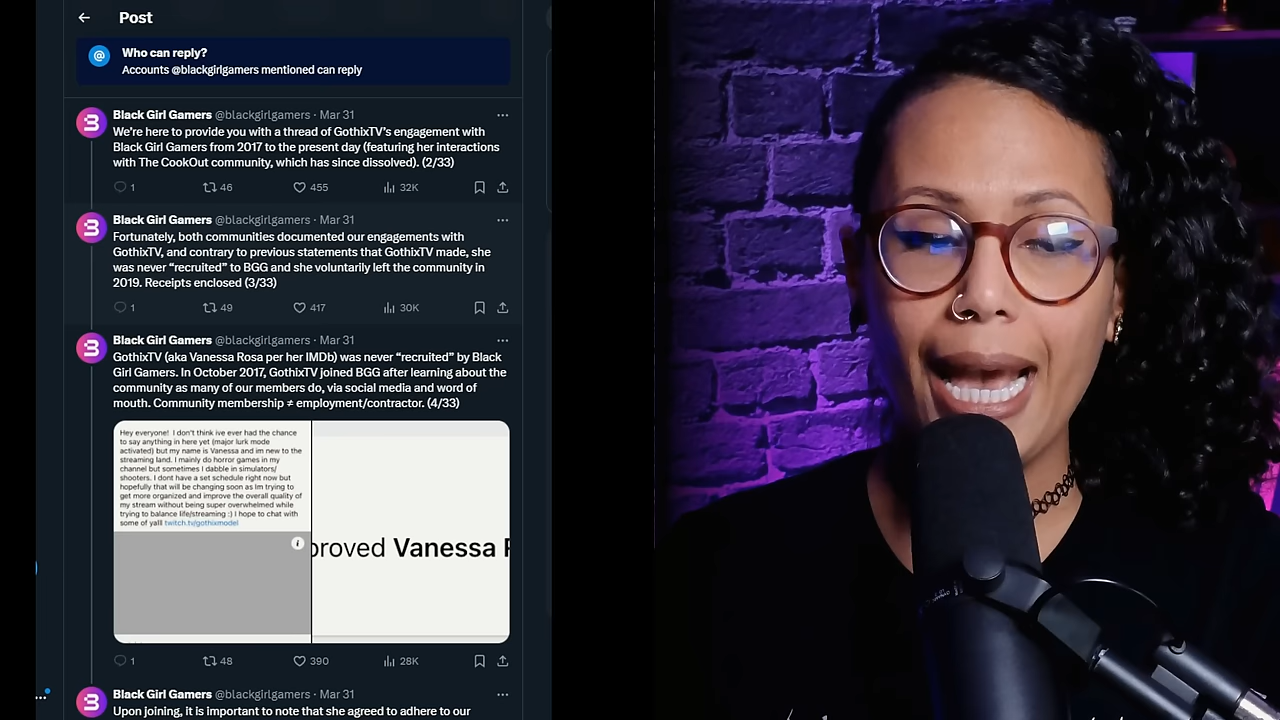 Post
Who can reply?
Accounts @blackgirlgamers mentioned can reply
Black Girl Gamers @blackgirlgamers · Mar 31
We're here to provide you with a thread of GothixTV's engagement with
Black Girl Gamers from 2017 to the present day (featuring her interactions
with The CookOut community, which has since dissolved). (2/33)
1 46 455 32K
Black Girl Gamers @blackgirlgamers · Mar 31
Fortunately, both communities documented our engagements with
GothixTV, and contrary to previous statements that GothixTV made, she
was never “recruited” to BGG and she voluntarily left the community in
2019. Receipts enclosed (3/33)
1 49 417 30K
Black Girl Gamers @blackgirlgamers · Mar 31
GothixTV (aka Vanessa Rosa per her IMDb) was never “recruited” by Black
Girl Gamers. In October 2017, GothixTV joined BGG after learning about the
community as many of our members do, via social media and word of
mouth. Community membership ≠ employment/contractor. (4/33)
Hey everyone! I don't think ive ever had the chance
to say anything in here yet (major lurk mode
activated) but my name is Vanessa and im new to the
streaming land. I mainly do horror games in my
channel but sometimes I dabble in simulators/
shooters. I dont have a set schedule right now but
hopefully that will be changing soon as Im trying to
get more organized and improve the overall quality of
my stream without being super overwhelmed while
trying to balance life/streaming :) I hope to chat with
some of yall twitch.tv/gothixmodel
proved Vanessa
1 48 390 28K
Black Girl Gamers @blackgirlgamers · Mar 31
Upon joining, it is important to note that she agreed to adhere to our